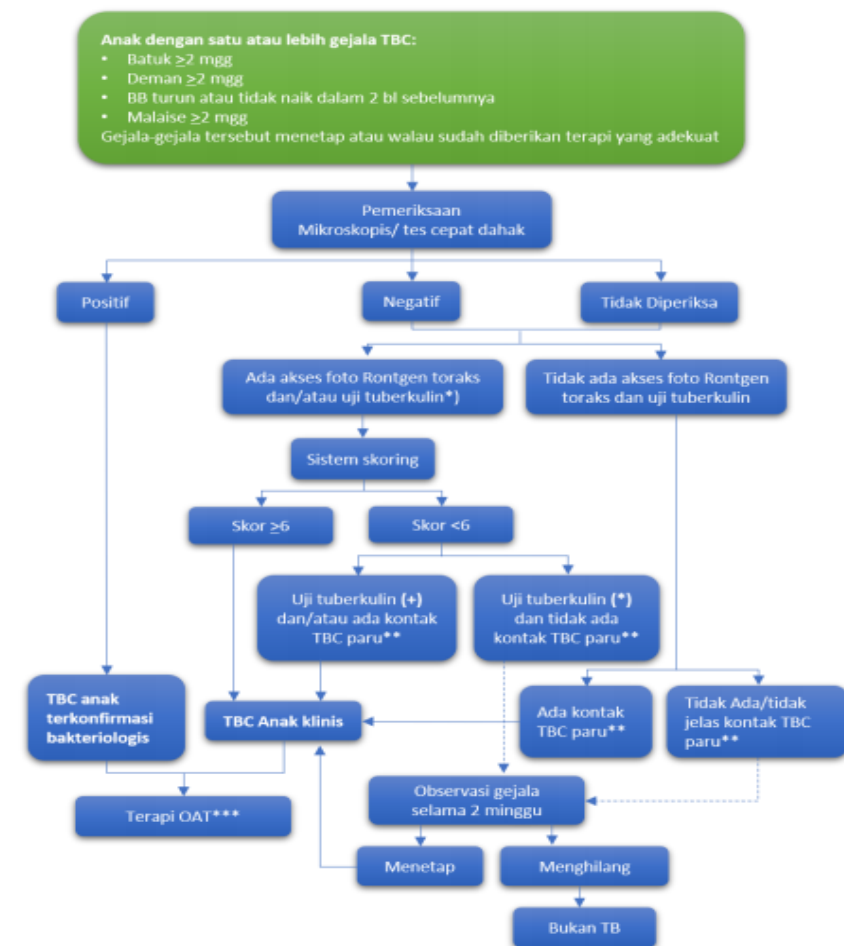 Anak dengan satu atau lebih gejala TBC:
• Batuk ≥2 mgg
• Deman ≥2 mgg
• BB turun atau tidak naik dalam 2 bl sebelumnya
• Malaise ≥2 mgg
Gejala-gejala tersebut menetap atau walau sudah diberikan terapi yang adekuat
Pemeriksaan
Mikroskopis/ tes cepat dahak
Positif
Negatif
Tidak Diperiksa
Ada akses foto Rontgen toraks
dan/atau uji tuberkulin*)
Tidak ada akses foto Rontgen
toraks dan uji tuberkulin
Sistem skoring
Skor ≥6
Skor <6
Uji tuberkulin (+)
dan/atau ada kontak
TBC paru**
Uji tuberkulin (*)
dan tidak ada
kontak TBC paru**
TBC anak
terkonfirmasi
bakteriologis
TBC Anak klinis
Ada kontak
TBC paru**
Tidak Ada/tidak
jelas kontak TBC
paru**
Observasi gejala
selama 2 minggu
Terapi OAT***
Menetap
Menghilang
Bukan TB